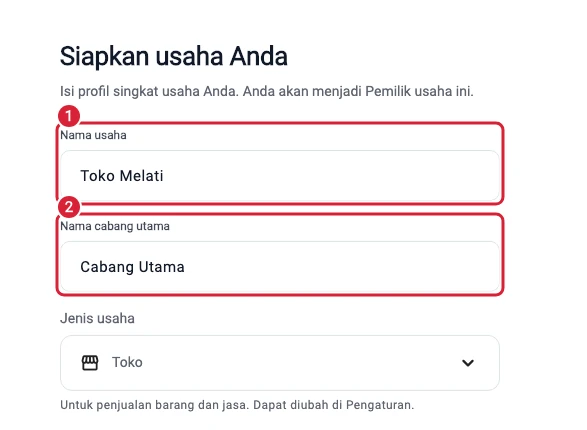 Siapkan usaha Anda
Isi profil singkat usaha Anda. Anda akan menjadi Pemilik usaha ini.
1
Nama usaha
Toko Melati
2
Nama cabang utama
Cabang Utama
Jenis usaha
Toko
Untuk penjualan barang dan jasa. Dapat diubah di Pengaturan.